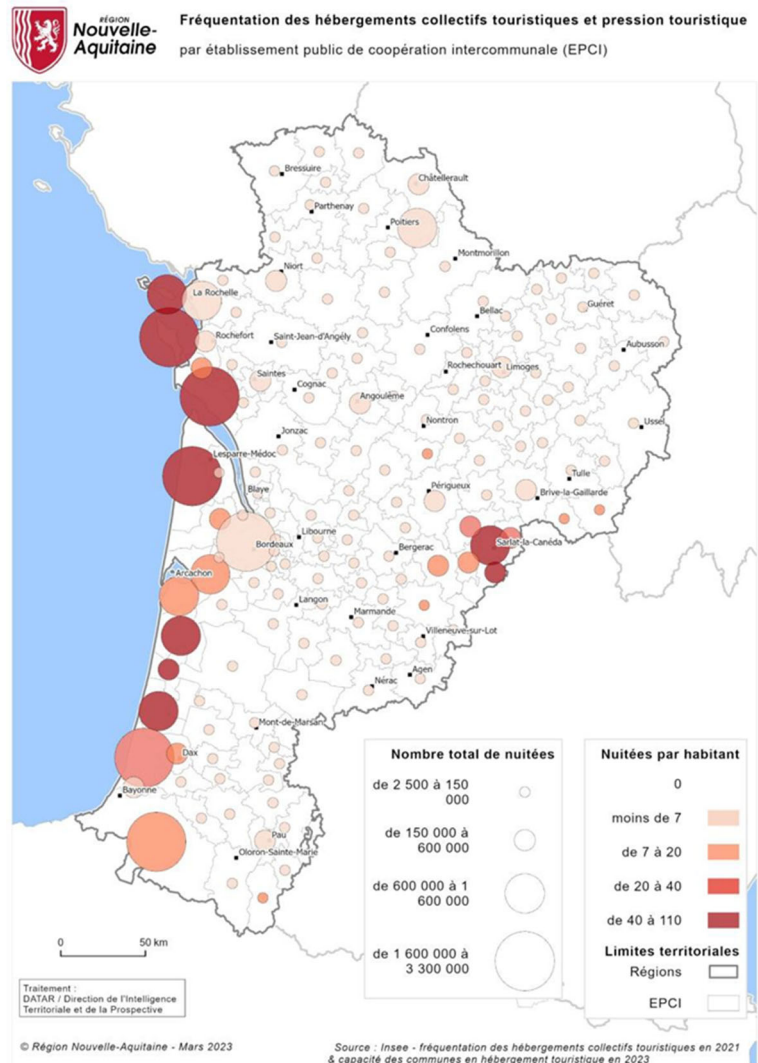 RÉGION
Nouvelle-
Aquitaine
Fréquentation des hébergements collectifs touristiques et pression touristique
par établissement public de coopération intercommunale (EPCI)
Bressuire
Châtellerault
Parthenay
Poitiers
Montmorillon
Niort
La Rochelle
Guéret
Bellac
Rochefort
Saint-Jean-d'Angély
Confolens
Aubusson
Rochechouart
Limoges
Saintes
Cognac
Angoulême
Nontron
Ussel
Jonzac
Lesparre-Médoc
Tulle
Blaye
Périgueux
Brive-la-Gaillarde
Libourne
Bordeaux
Bergerac
Sarlat-la-Canéda
Arcachon
Langon
Marmande
Villeneuve-sur-Lot
Agen
Nérac
Mont-de-Marsan
Dax
Bayonne
Pau
Oloron-Sainte-Marie
Nombre total de nuitées
de 2 500 à 150
000
de 150 000 à
600 000
de 600 000 à 1
600 000
de 1 600 000 à
3 300 000
Nuitées par habitant
0
moins de 7
de 7 à 20
de 20 à 40
de 40 à 110
Limites territoriales
Régions
EPCI
0 50 km
Traitement :
DATAR / Direction de l'Intelligence
Territoriale et de la Prospective
© Région Nouvelle-Aquitaine - Mars 2023
Source : Insee - fréquentation des hébergements collectifs touristiques en 2021
& capacité des communes en hébergement touristique en 2023